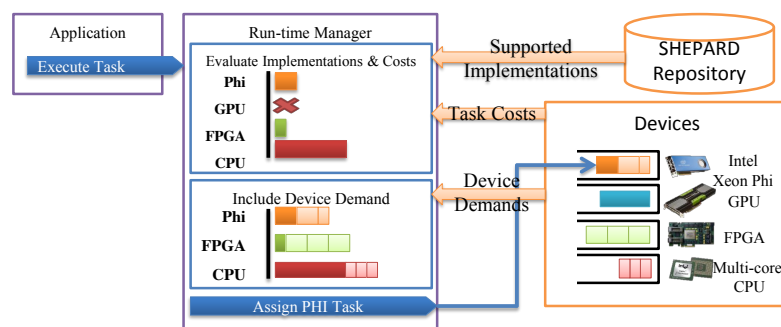 Application
Execute Task
Run-time Manager
Evaluate Implementations & Costs
Phi
GPU
FPGA
CPU
Include Device Demand
Phi
FPGA
CPU
Assign PHI Task
Supported
Implementations
Task Costs
Device
Demands
SHEPARD
Repository
Devices
Intel
Xeon Phi
GPU
FPGA
Multi-core
CPU